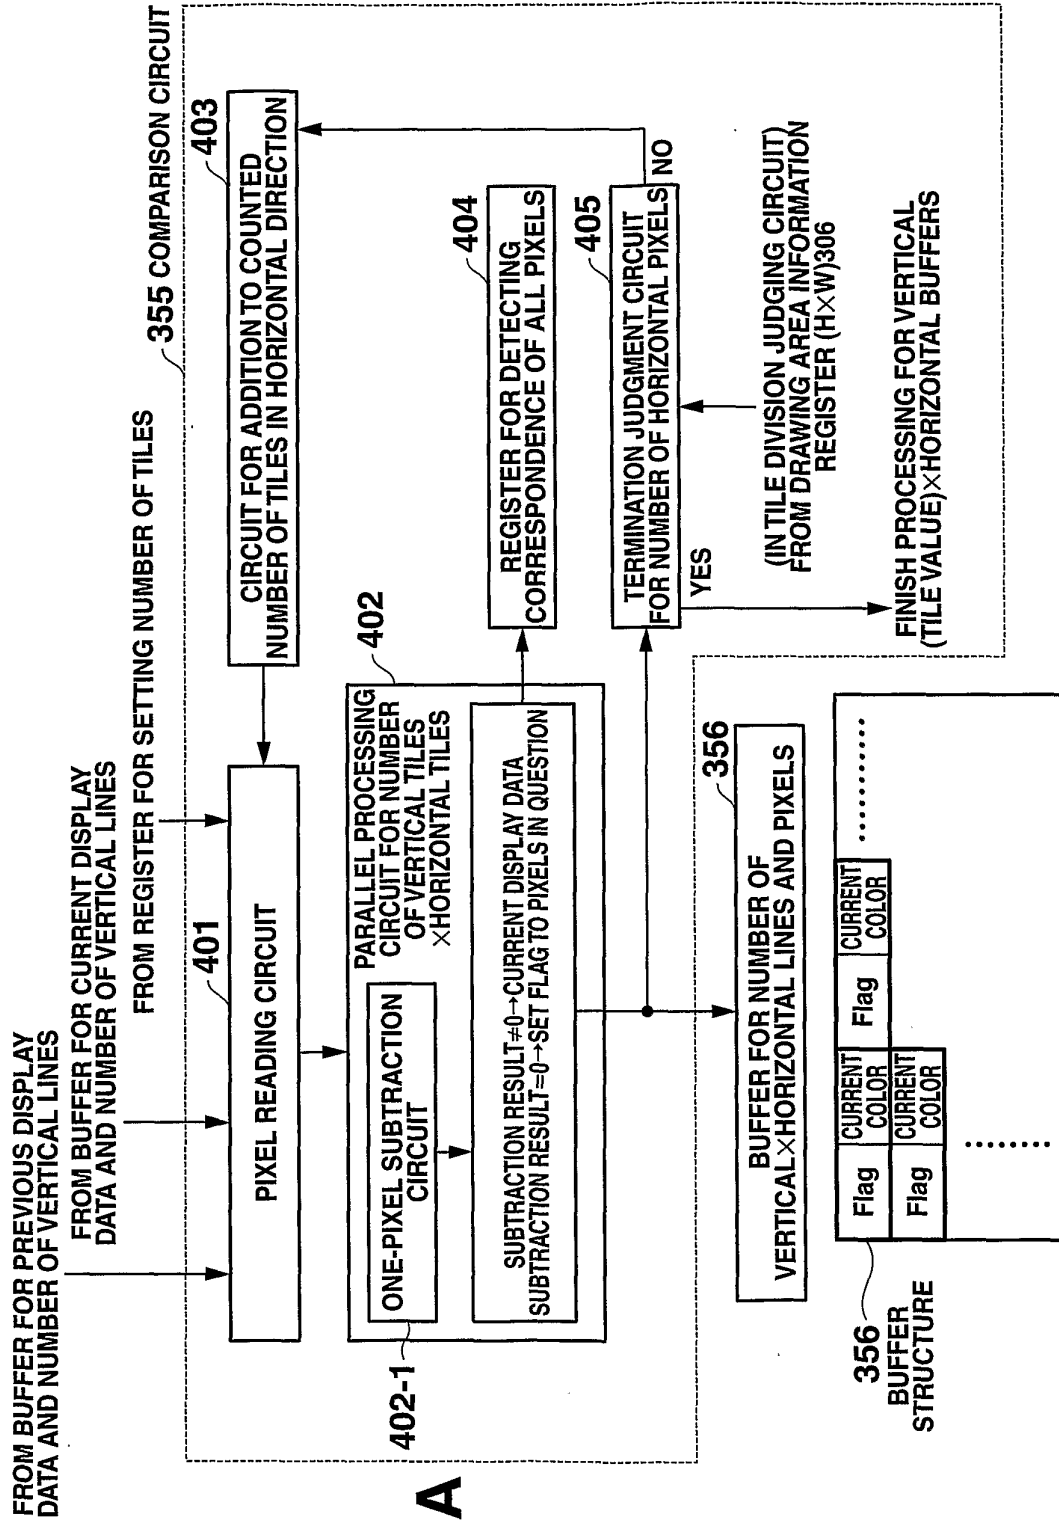 FROM BUFFER FOR PREVIOUS DISPLAY
DATA AND NUMBER OF VERTICAL LINES
FROM BUFFER FOR CURRENT DISPLAY
DATA AND NUMBER OF VERTICAL LINES
FROM REGISTER FOR SETTING NUMBER OF TILES
355 COMPARISON CIRCUIT
401
PIXEL READING CIRCUIT
403
CIRCUIT FOR ADDITION TO COUNTED
NUMBER OF TILES IN HORIZONTAL DIRECTION
402
PARALLEL PROCESSING
CIRCUIT FOR NUMBER
OF VERTICAL TILES
×HORIZONTAL TILES
ONE-PIXEL SUBTRACTION
CIRCUIT
402-1
SUBTRACTION RESULT≠0→CURRENT DISPLAY DATA
SUBTRACTION RESULT=0→SET FLAG TO PIXELS IN QUESTION
404
REGISTER FOR DETECTING
CORRESPONDENCE OF ALL PIXELS
405
TERMINATION JUDGMENT CIRCUIT
FOR NUMBER OF HORIZONTAL PIXELS
NO
YES
(IN TILE DIVISION JUDGING CIRCUIT)
FROM DRAWING AREA INFORMATION
REGISTER (H×W)306
FINISH PROCESSING FOR VERTICAL
(TILE VALUE)×HORIZONTAL BUFFERS
A
356
BUFFER FOR NUMBER OF
VERTICAL×HORIZONTAL LINES AND PIXELS
356
BUFFER
STRUCTURE
Flag
CURRENT
COLOR
Flag
CURRENT
COLOR
Flag
CURRENT
COLOR